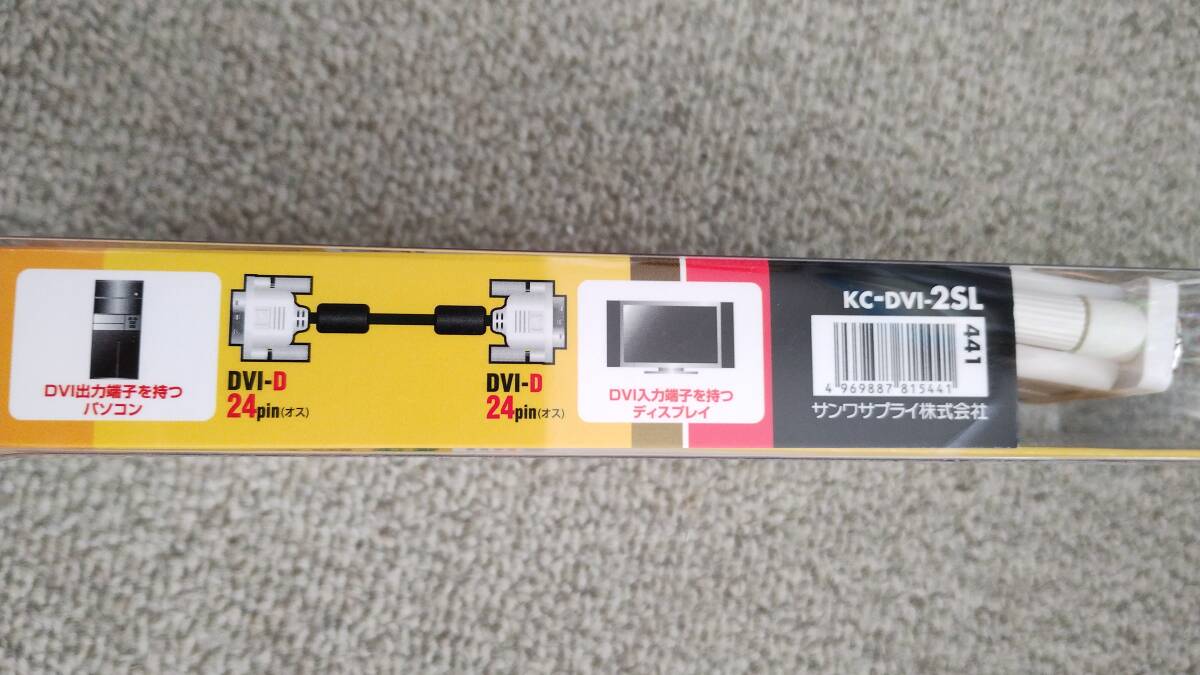 DVI出力端子を持つ
パソコン
DVI-D
24pin(オス)
DVI-D
24pin(オス)
DVI入力端子を持つ
ディスプレイ
KC-DVI-2SL
441
4 969887 815441
サンワサプライ株式会社